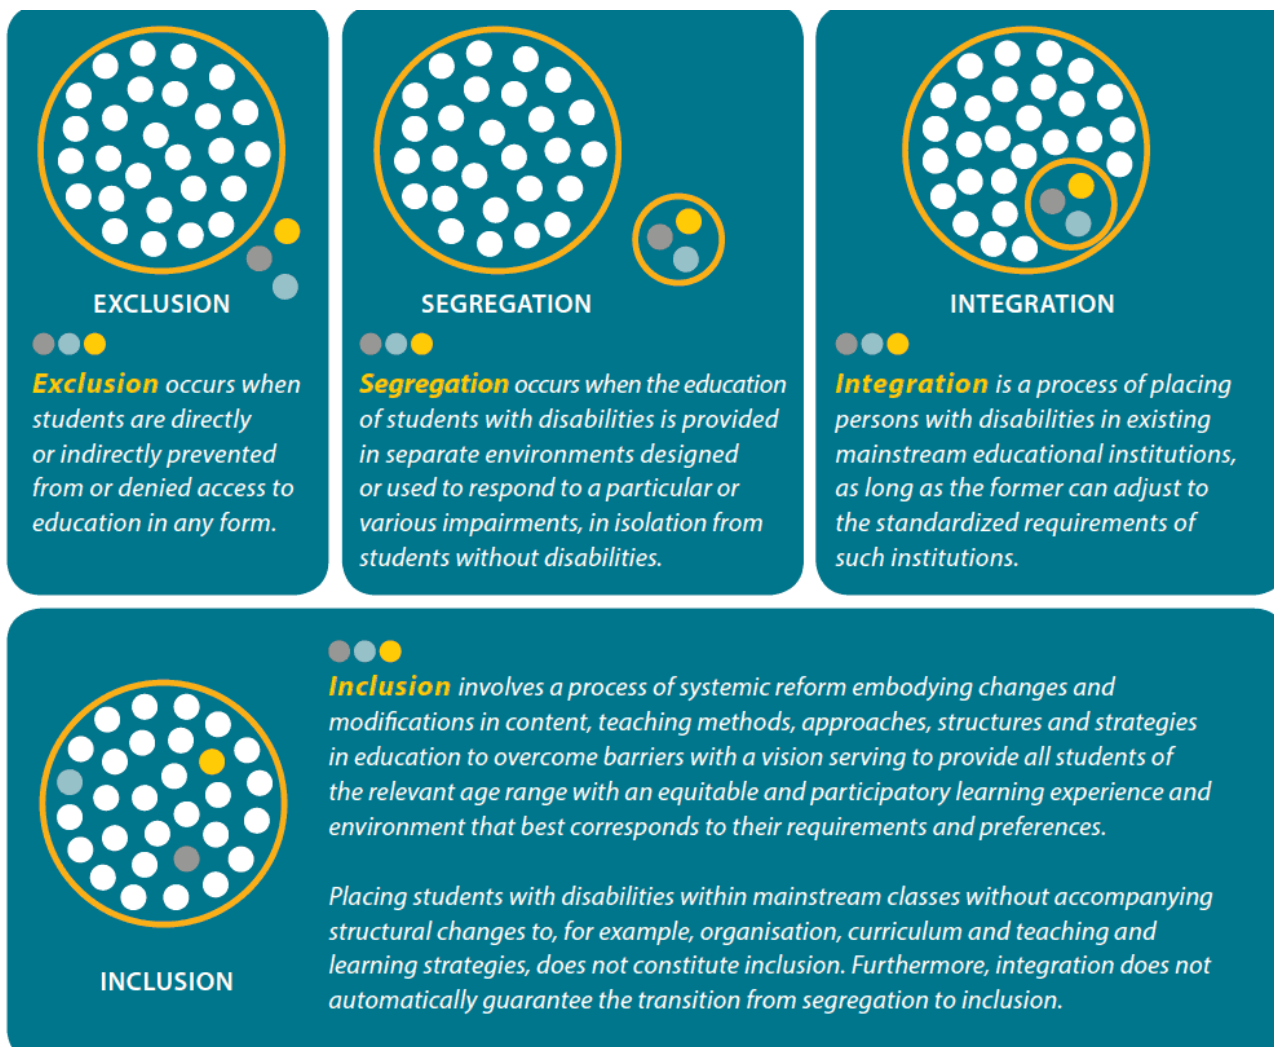 EXCLUSION
Exclusion occurs when
students are directly
or indirectly prevented
from or denied access to
education in any form.
SEGREGATION
Segregation occurs when the education
of students with disabilities is provided
in separate environments designed
or used to respond to a particular or
various impairments, in isolation from
students without disabilities.
INTEGRATION
Integration is a process of placing
persons with disabilities in existing
mainstream educational institutions,
as long as the former can adjust to
the standardized requirements of
such institutions.
INCLUSION
Inclusion involves a process of systemic reform embodying changes and
modifications in content, teaching methods, approaches, structures and strategies
in education to overcome barriers with a vision serving to provide all students of
the relevant age range with an equitable and participatory learning experience and
environment that best corresponds to their requirements and preferences.
Placing students with disabilities within mainstream classes without accompanying
structural changes to, for example, organisation, curriculum and teaching and
learning strategies, does not constitute inclusion. Furthermore, integration does not
automatically guarantee the transition from segregation to inclusion.